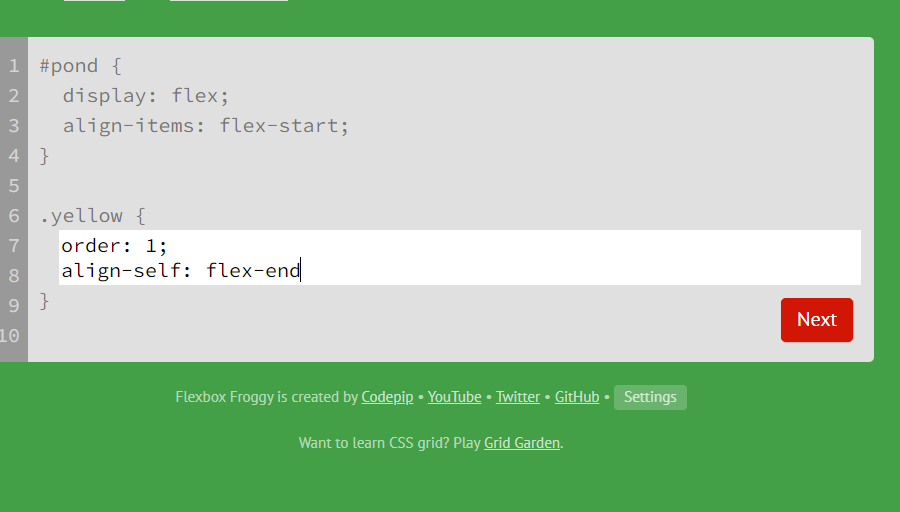 1 #pond {
2 display: flex;
3 align-items: flex-start;
4 }
5
6 .yellow {
7 order: 1;
8 align-self: flex-end
9 }
10
Next
Flexbox Froggy is created by Codepip • YouTube • Twitter • GitHub • Settings
Want to learn CSS grid? Play Grid Garden.